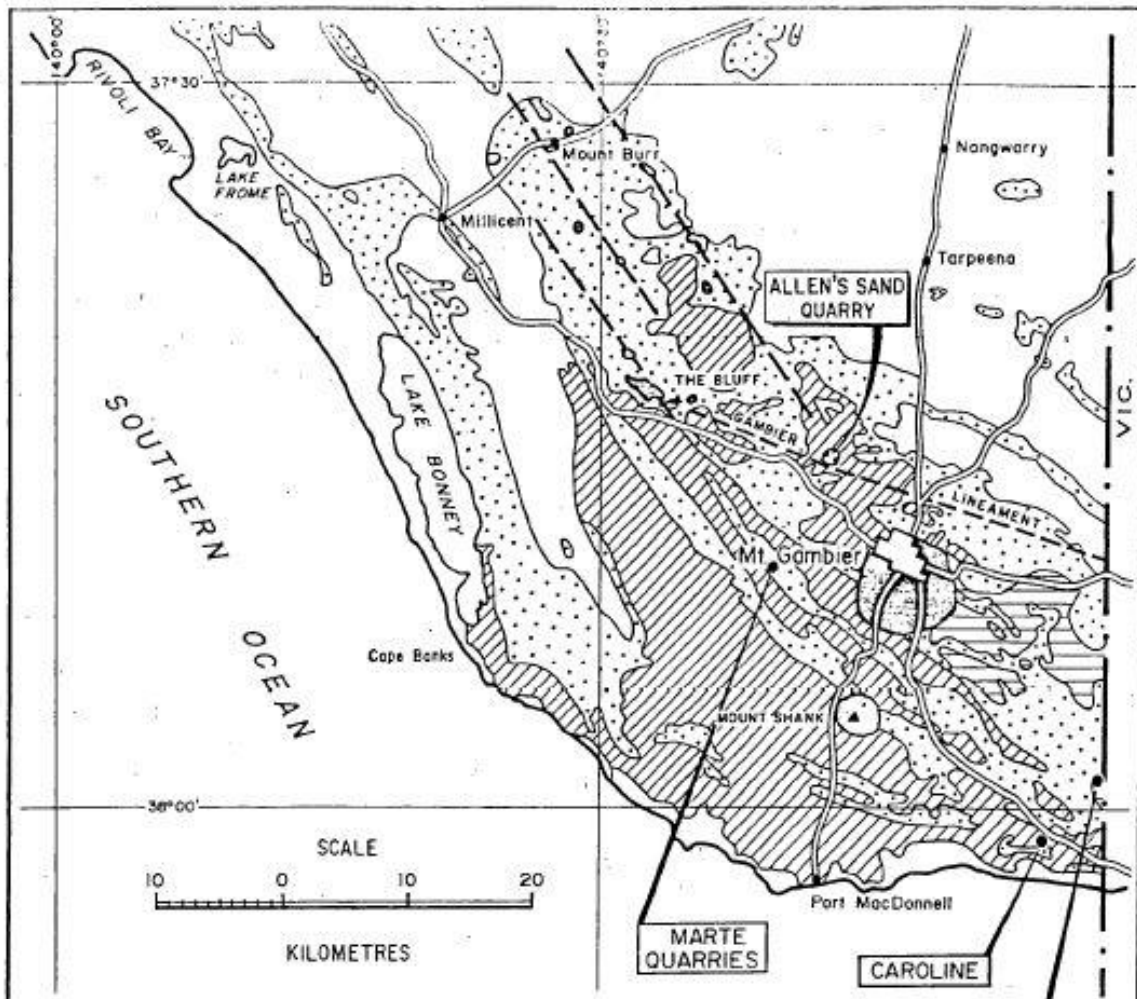 140°00'
140°30'
37°30'
RIVOLI BAY
LAKE
FROME
Mount Burr
Nangwarry
Millicent
Tarpeena
ALLEN'S SAND
QUARRY
THE BLUFF
GAMBIER
LINEAMENT
VIC.
LAKE
BONNEY
SOUTHERN
OCEAN
Mt. Gambier
Cape Banks
MOUNT SHANK
38°00'
SCALE
10 0 10 20
KILOMETRES
Port MacDonnell
MARTE
QUARRIES
CAROLINE